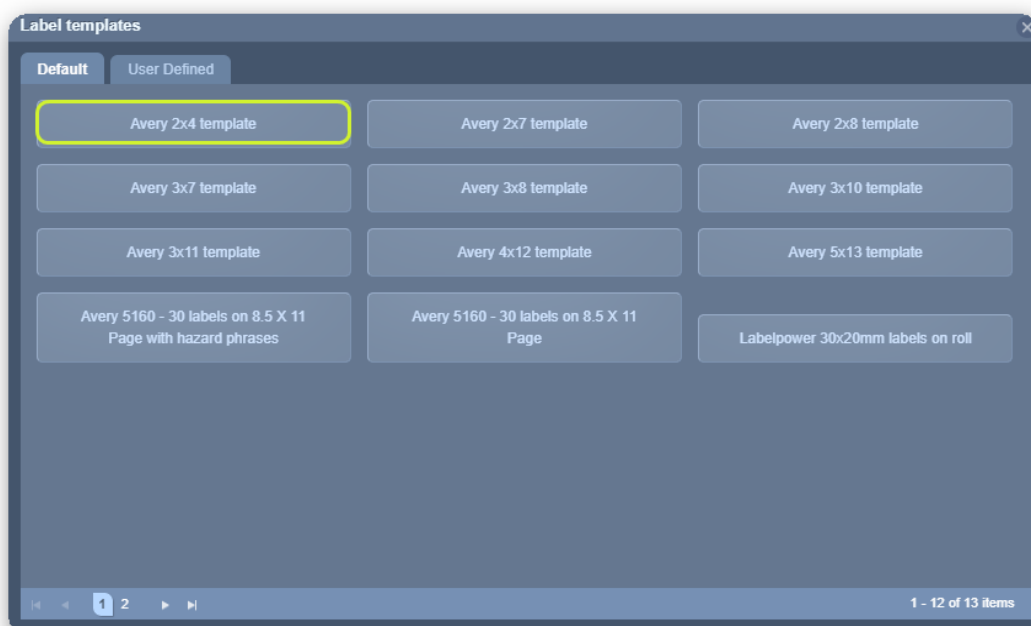 Label templates
Default
User Defined
Avery 2x4 template
Avery 2x7 template
Avery 2x8 template
Avery 3x7 template
Avery 3x8 template
Avery 3x10 template
Avery 3x11 template
Avery 4x12 template
Avery 5x13 template
Avery 5160 - 30 labels on 8.5 X 11
Page with hazard phrases
Avery 5160 - 30 labels on 8.5 X 11
Page
Labelpower 30x20mm labels on roll
1 2
1 - 12 of 13 items